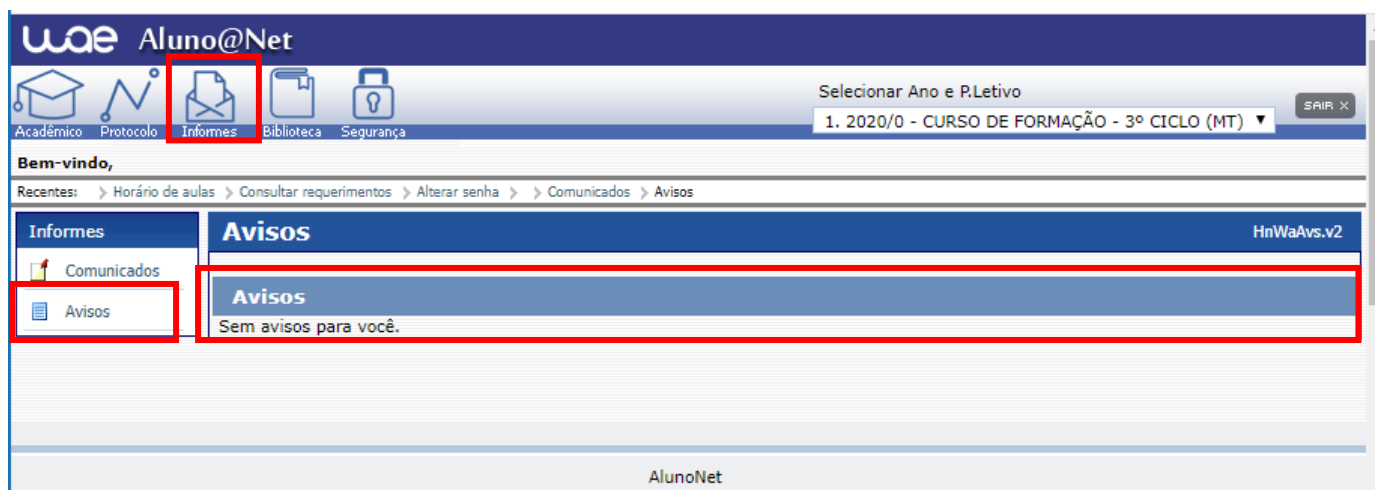 wae Aluno@Net
Acadêmico Protocolo Informes Biblioteca Segurança
Selecionar Ano e P.Letivo
1. 2020/0 - CURSO DE FORMAÇÃO - 3º CICLO (MT) ▼
SAIR X
Bem-vindo,
Recentes: > Horário de aulas > Consultar requerimentos > Alterar senha > > Comunicados > Avisos
Informes
Comunicados
Avisos
Avisos HnWaAvs.v2
Avisos
Sem avisos para você.
AlunoNet